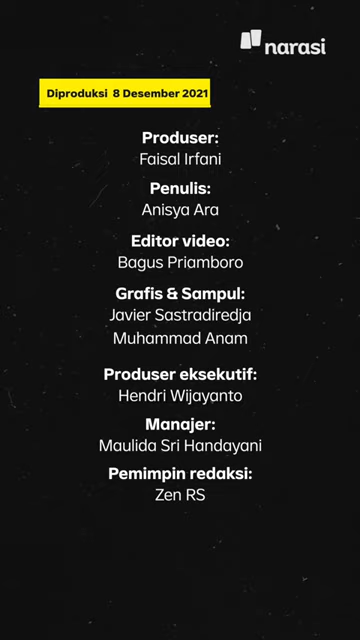 narasi
Diproduksi 8 Desember 2021
Produser:
Faisal Irfani
Penulis:
Anisya Ara
Editor video:
Bagus Priamboro
Grafis & Sampul:
Javier Sastradiredja
Muhammad Anam
Produser eksekutif:
Hendri Wijayanto
Manajer:
Maulida Sri Handayani
Pemimpin redaksi:
Zen RS